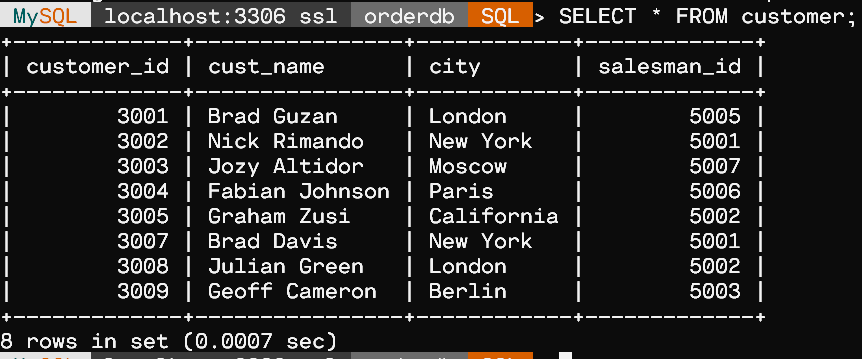 MySQL localhost:3306 ssl orderdb SQL > SELECT * FROM customer;
+-------------+----------------+------------+-------------+
| customer_id | cust_name | city | salesman_id |
+-------------+----------------+------------+-------------+
| 3001 | Brad Guzan | London | 5005 |
| 3002 | Nick Rimando | New York | 5001 |
| 3003 | Jozy Altidor | Moscow | 5007 |
| 3004 | Fabian Johnson | Paris | 5006 |
| 3005 | Graham Zusi | California | 5002 |
| 3007 | Brad Davis | New York | 5001 |
| 3008 | Julian Green | London | 5002 |
| 3009 | Geoff Cameron | Berlin | 5003 |
+-------------+----------------+------------+-------------+
8 rows in set (0.0007 sec)